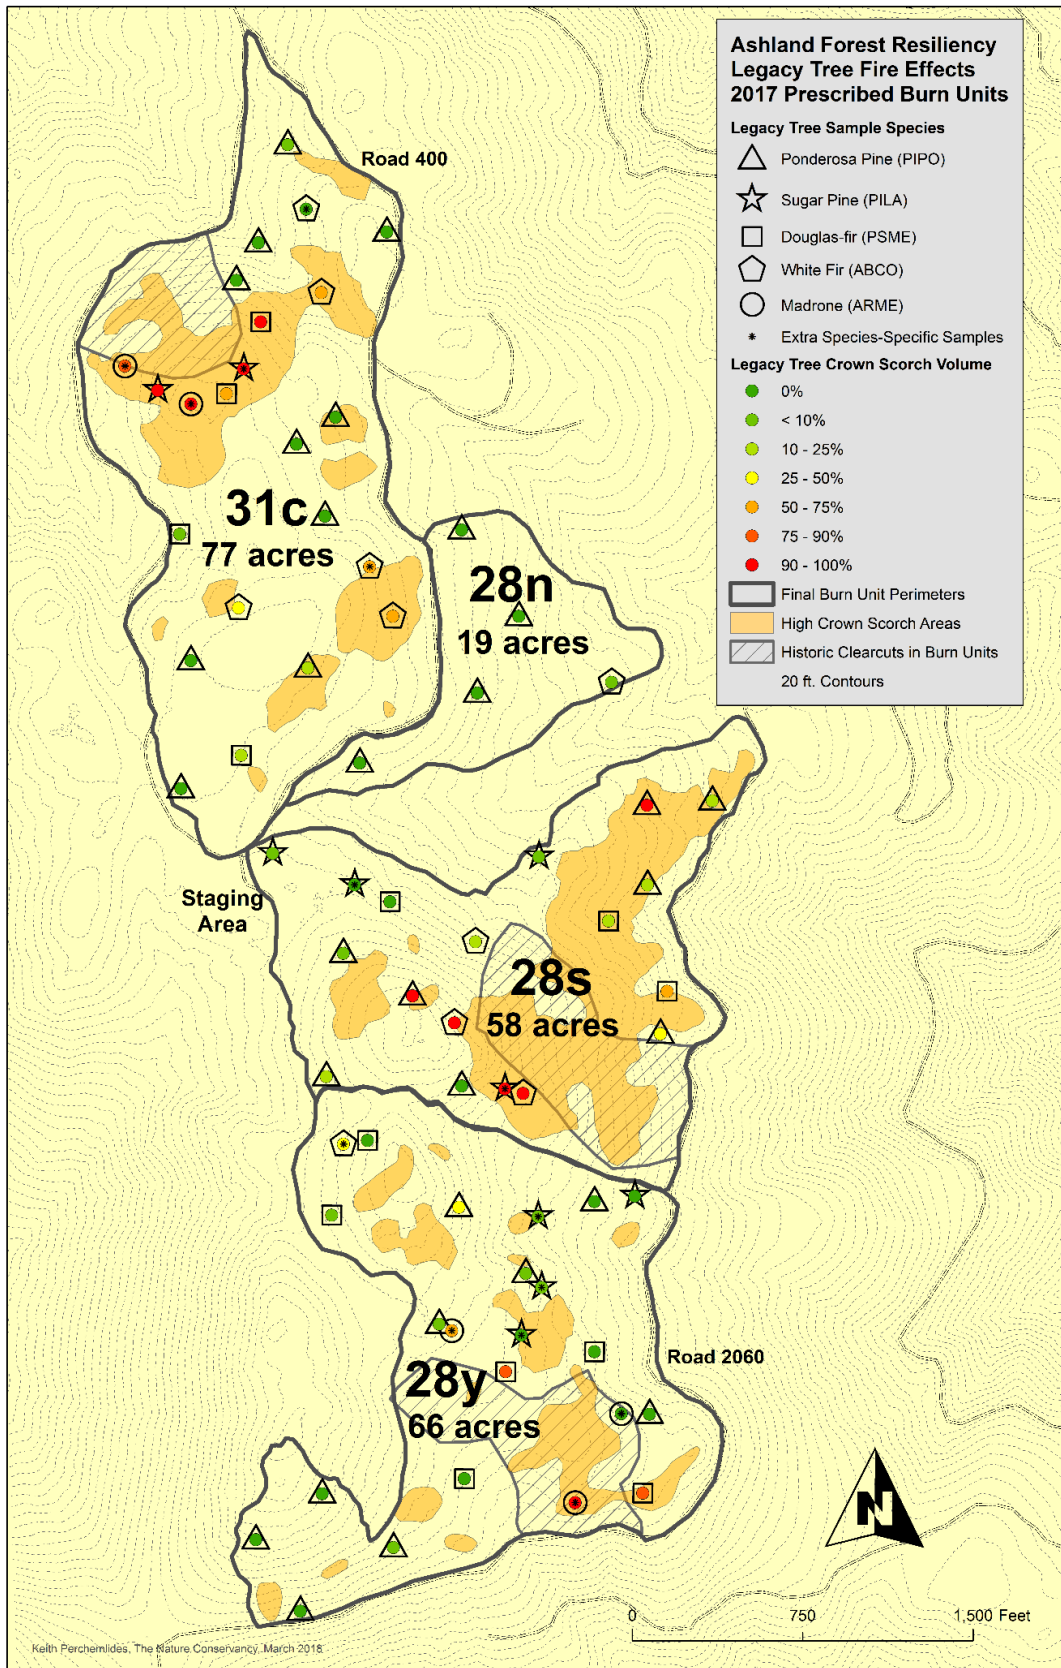 Ashland Forest Resiliency
Legacy Tree Fire Effects
2017 Prescribed Burn Units
Legacy Tree Sample Species
Ponderosa Pine (PIPO)
Sugar Pine (PILA)
Douglas-fir (PSME)
White Fir (ABCO)
Madrone (ARME)
Extra Species-Specific Samples
Legacy Tree Crown Scorch Volume
0%
< 10%
10 - 25%
25 - 50%
50 - 75%
75 - 90%
90 - 100%
Final Burn Unit Perimeters
High Crown Scorch Areas
Historic Clearcuts in Burn Units
20 ft. Contours
Road 400
31c
77 acres
28n
19 acres
Staging
Area
28s
58 acres
Road 2060
28y
66 acres
N
0 750 1,500 Feet
Keith Perchemlides, The Nature Conservancy, March 2018